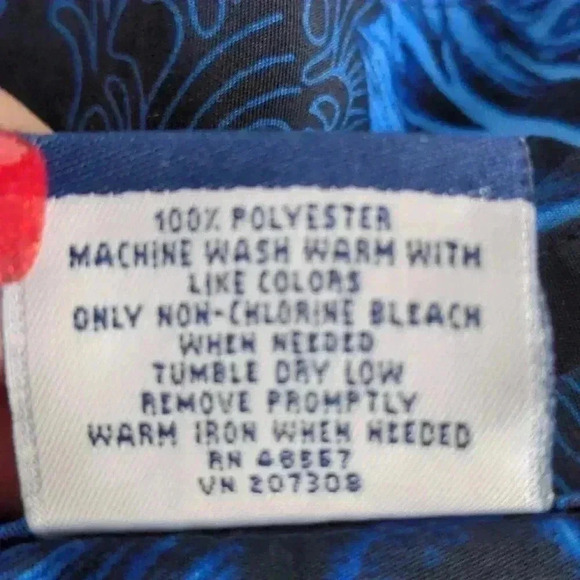 100% POLYESTER
MACHINE WASH WARM WITH
LIKE COLORS
ONLY NON-CHLORINE BLEACH
WHEN NEEDED
TUMBLE DRY LOW
REMOVE PROMPTLY
WARM IRON WHEN NEEDED
RN 46557
VN 207308